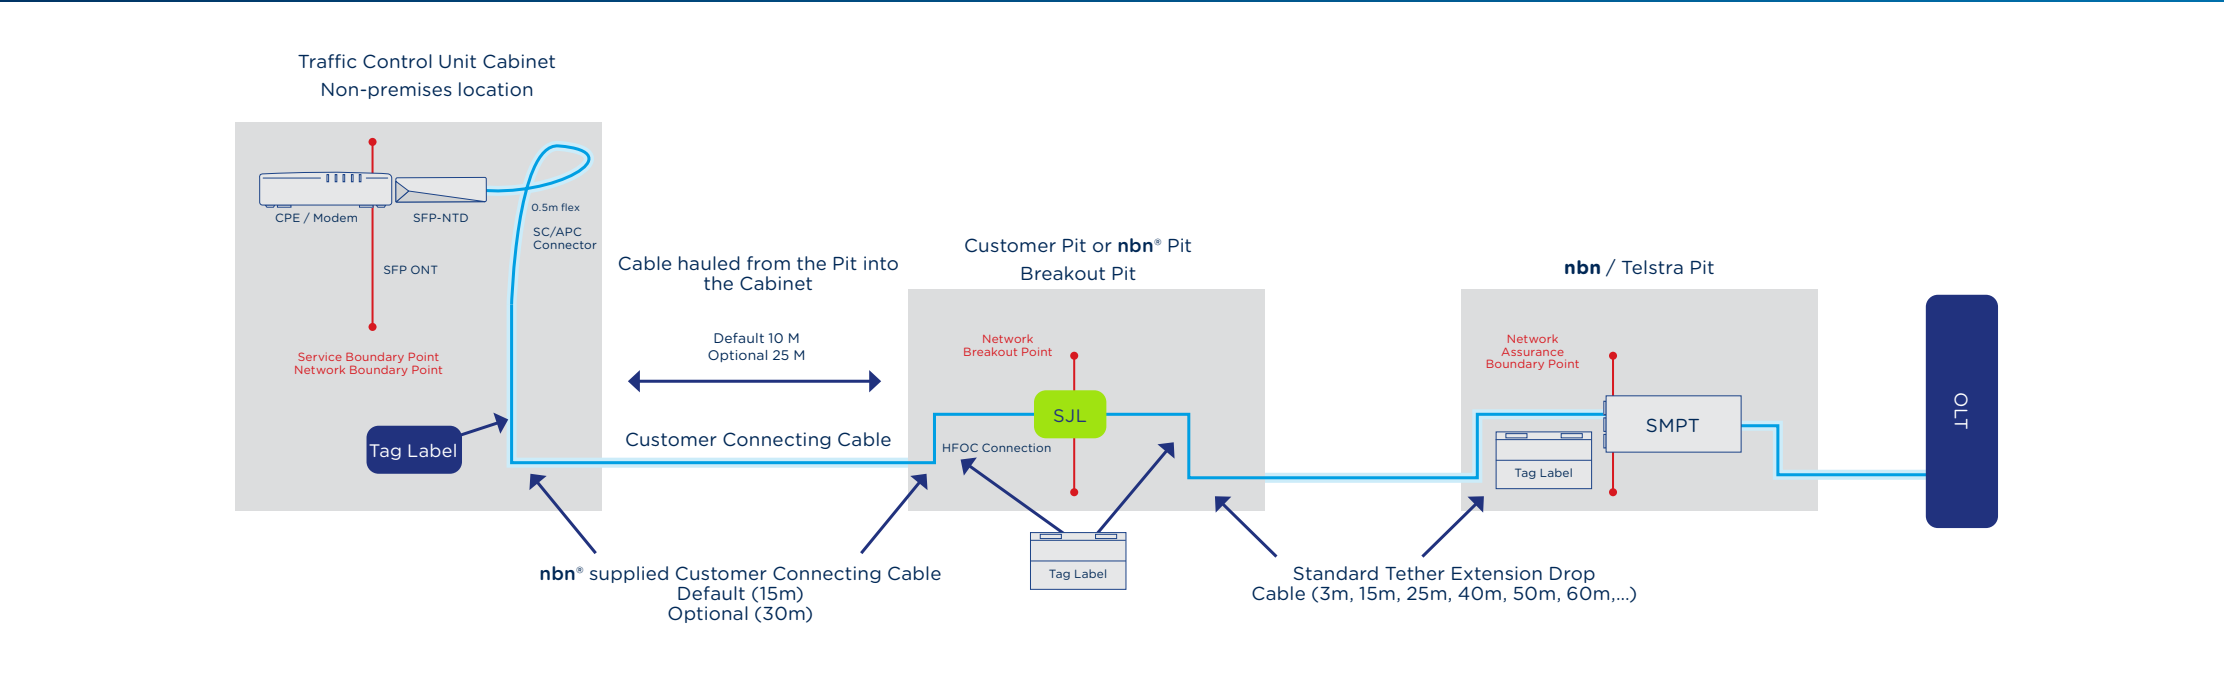 Traffic Control Unit Cabinet
Non-premises location
CPE / Modem
SFP-NTD
0.5m flex
SC/APC
Connector
SFP ONT
Service Boundary Point
Network Boundary Point
Tag Label
Cable hauled from the Pit into
the Cabinet
Default 10 M
Optional 25 M
Customer Connecting Cable
nbn® supplied Customer Connecting Cable
Default (15m)
Optional (30m)
Customer Pit or nbn® Pit
Breakout Pit
Network
Breakout Point
SJL
HFOC Connection
Tag Label
nbn / Telstra Pit
Network
Assurance
Boundary Point
SMPT
Tag Label
Standard Tether Extension Drop
Cable (3m, 15m, 25m, 40m, 50m, 60m,...)
OLT